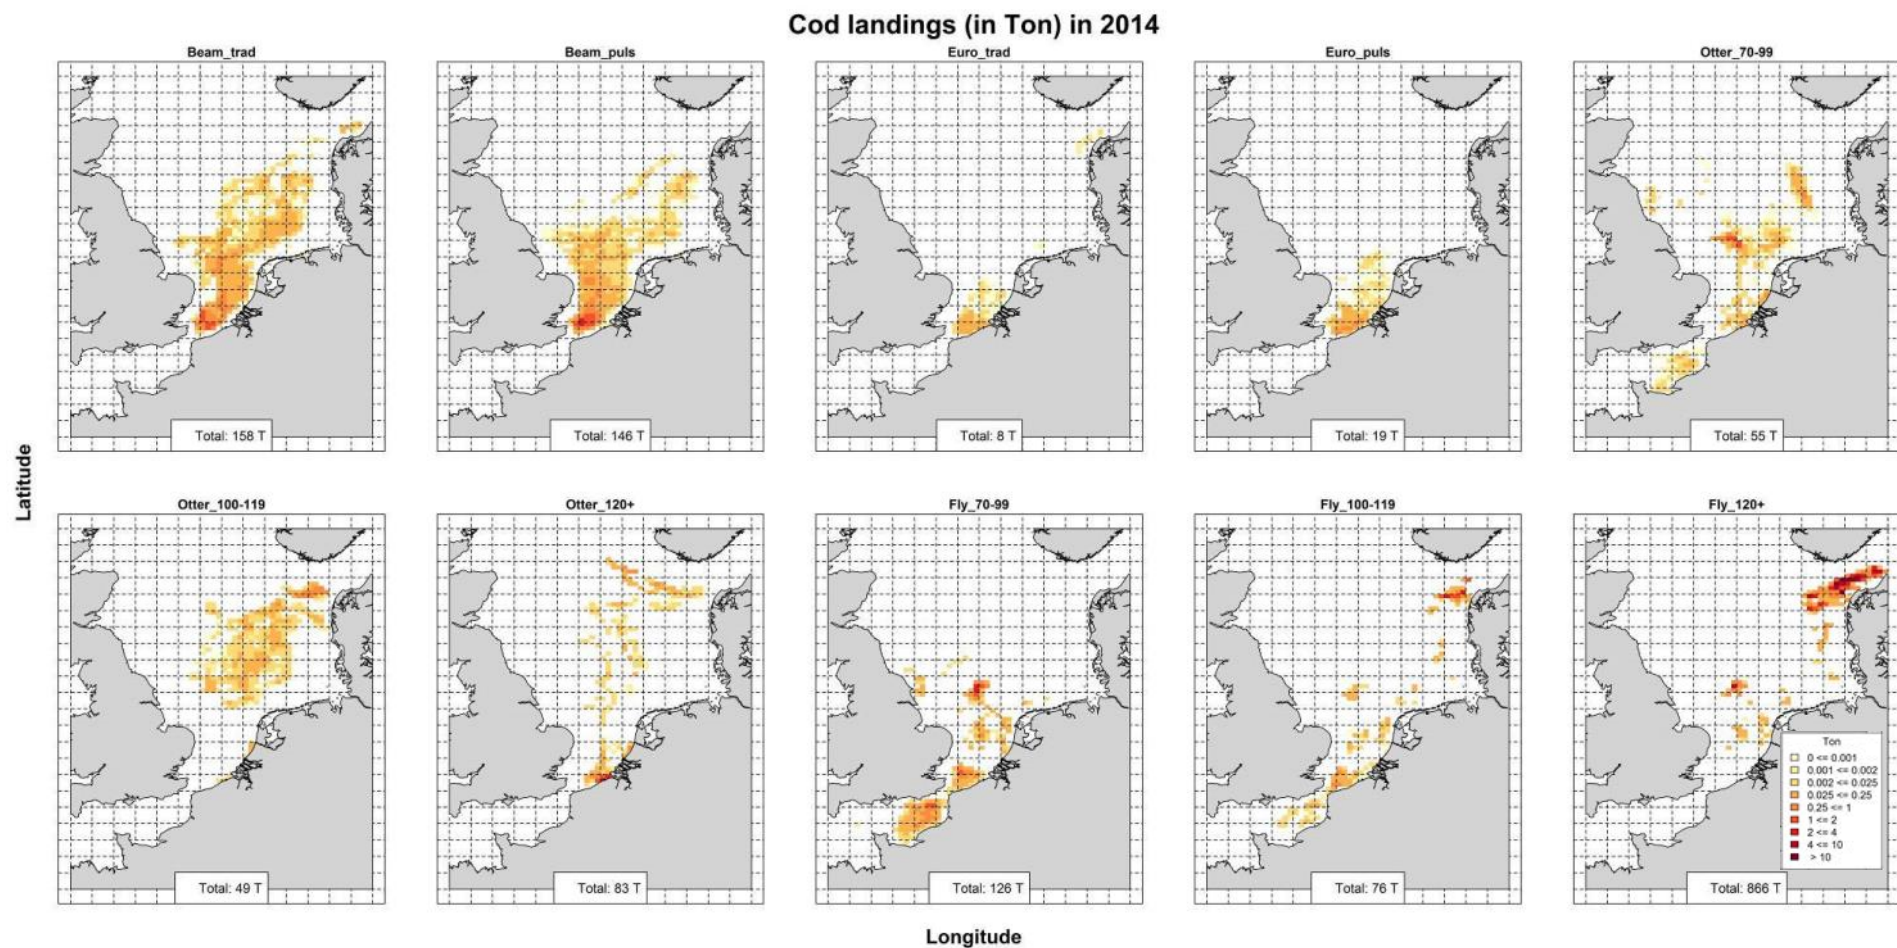 Cod landings (in Ton) in 2014
Beam_trad
Beam_puls
Euro_trad
Euro_puls
Otter_70-99
Total: 158 T
Total: 146 T
Total: 8 T
Total: 19 T
Total: 55 T
Latitude
Otter_100-119
Otter_120+
Fly_70-99
Fly_100-119
Fly_120+
Ton
0 <= 0.001
0.001 <= 0.002
0.002 <= 0.025
0.025 <= 0.25
0.25 <= 1
1 <= 2
2 <= 4
4 <= 10
> 10
Total: 49 T
Total: 83 T
Total: 126 T
Total: 76 T
Total: 866 T
Longitude